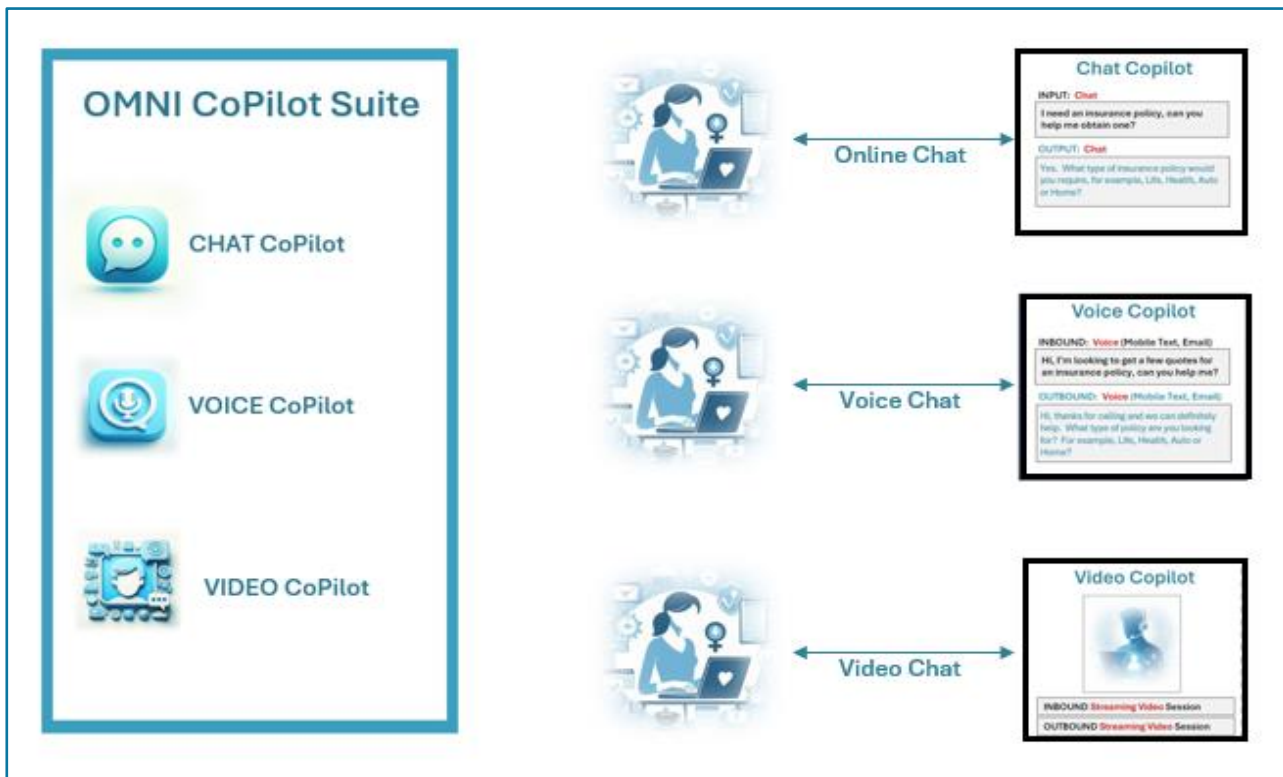 OMNI CoPilot Suite
CHAT CoPilot
VOICE CoPilot
VIDEO CoPilot
Online Chat
Chat Copilot
INPUT: Chat
I need an insurance policy, can you
help me obtain one?
OUTPUT: Chat
Yes. What type of insurance policy would
you require, for example, Life, Health, Auto
or Home?
Voice Chat
Voice Copilot
INBOUND: Voice (Mobile Text, Email)
Hi, I'm looking to get a few quotes for
an insurance policy, can you help me?
OUTBOUND: Voice (Mobile Text, Email)
Hi, thanks for calling and we can definitely
help. What type of policy are you looking
for? For example, Life, Health, Auto or
Home?
Video Chat
Video Copilot
INBOUND Streaming Video Session
OUTBOUND Streaming Video Session